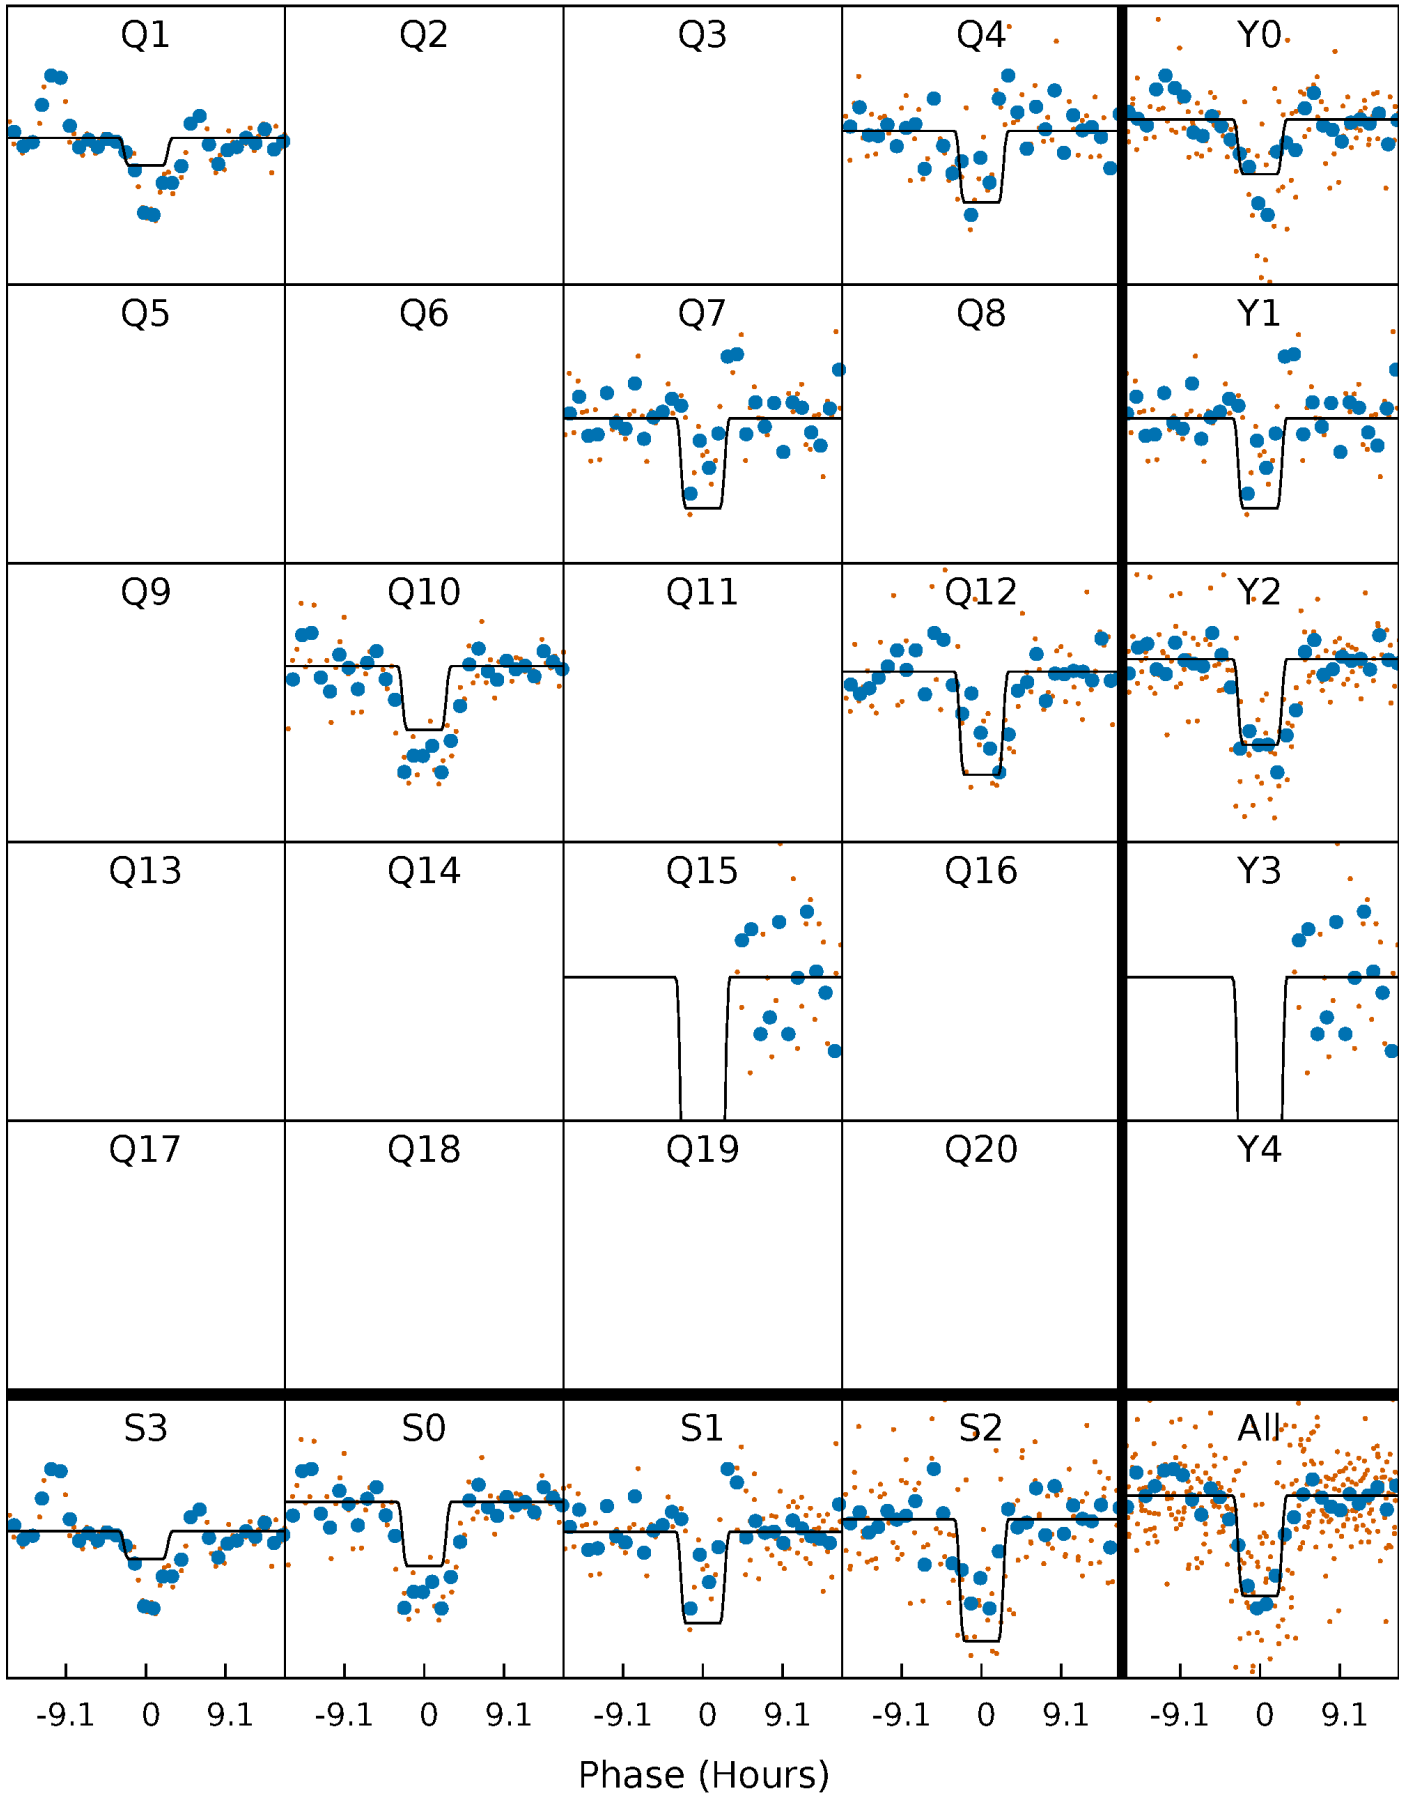 Q1 Q2 Q3 Q4 Y0
Q5 Q6 Q7 Q8 Y1
Q9 Q10 Q11 Q12 Y2
Q13 Q14 Q15 Q16 Y3
Q17 Q18 Q19 Q20 Y4
S3 S0 S1 S2 All
-9.1 0 9.1 -9.1 0 9.1 -9.1 0 9.1 -9.1 0 9.1 -9.1 0 9.1
Phase (Hours)